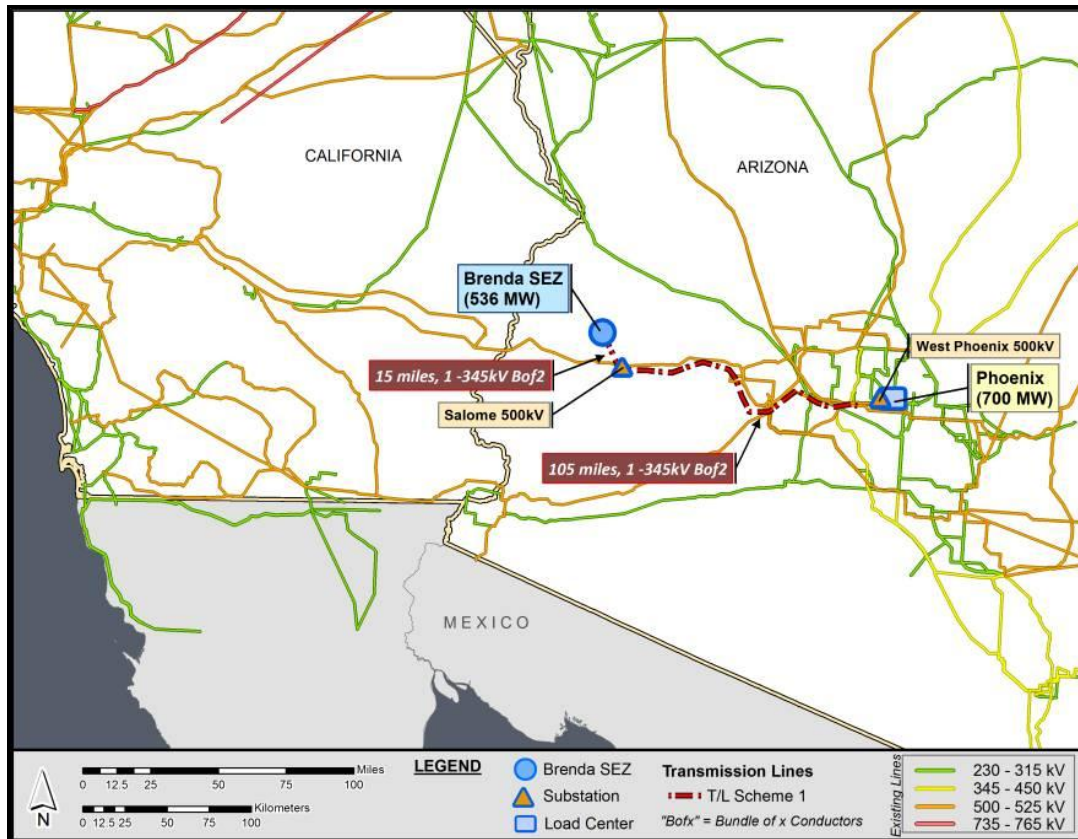 CALIFORNIA
ARIZONA
Brenda SEZ
(536 MW)
15 miles, 1 -345kV Bof2
Salome 500kV
105 miles, 1 -345kV Bof2
West Phoenix 500kV
Phoenix
(700 MW)
MEXICO
N
Miles
0 12.5 25 50 75 100
Kilometers
0 12.5 25 50 75 100
LEGEND
Brenda SEZ
Substation
Load Center
Transmission Lines
T/L Scheme 1
"Bofx" = Bundle of x Conductors
Existing Lines
230 - 315 kV
345 - 450 kV
500 - 525 kV
735 - 765 kV